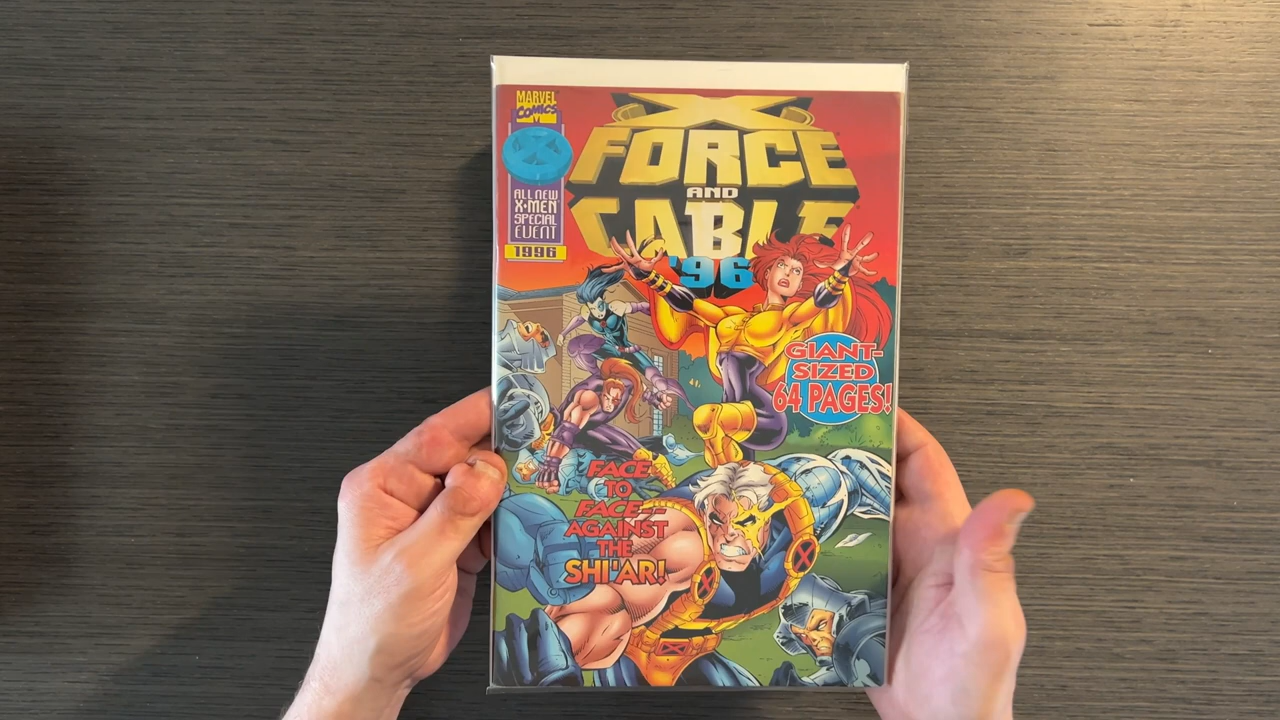 MARVEL
COMICS
ALL NEW
X-MEN
SPECIAL
EVENT
1996
X
FORCE
AND
CABLE
'96
GIANT-
SIZED
64 PAGES!
FACE
TO
FACE--
AGAINST
THE
SHI'AR!